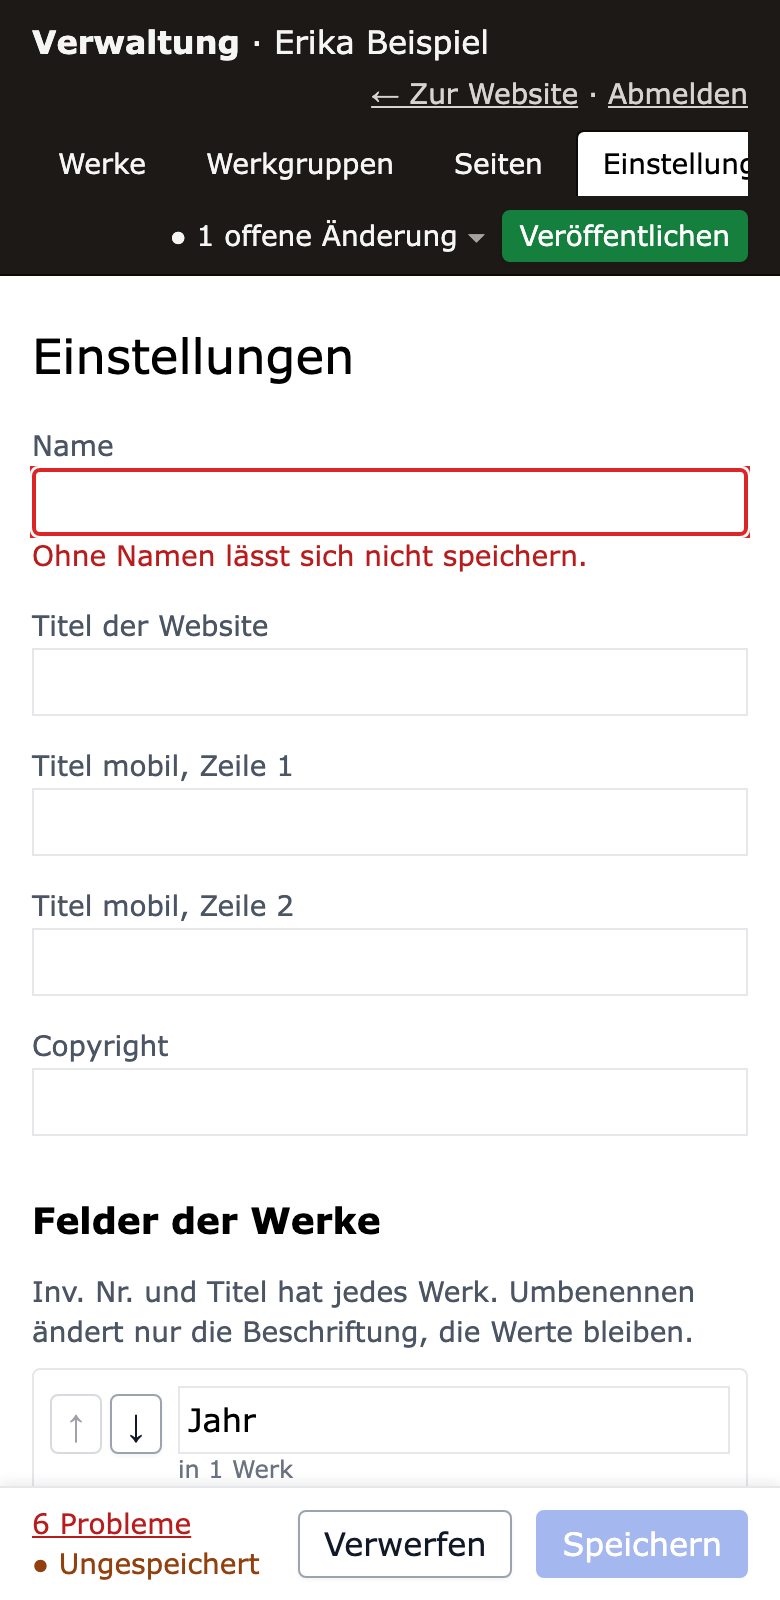 Verwaltung · Erika Beispiel
← Zur Website · Abmelden
Werke Werkgruppen Seiten Einstellung
● 1 offene Änderung ▾ Veröffentlichen
Einstellungen
Name
Ohne Namen lässt sich nicht speichern.
Titel der Website
Titel mobil, Zeile 1
Titel mobil, Zeile 2
Copyright
Felder der Werke
Inv. Nr. und Titel hat jedes Werk. Umbenennen
ändert nur die Beschriftung, die Werte bleiben.
↑ ↓ Jahr
in 1 Werk
6 Probleme
● Ungespeichert
Verwerfen Speichern